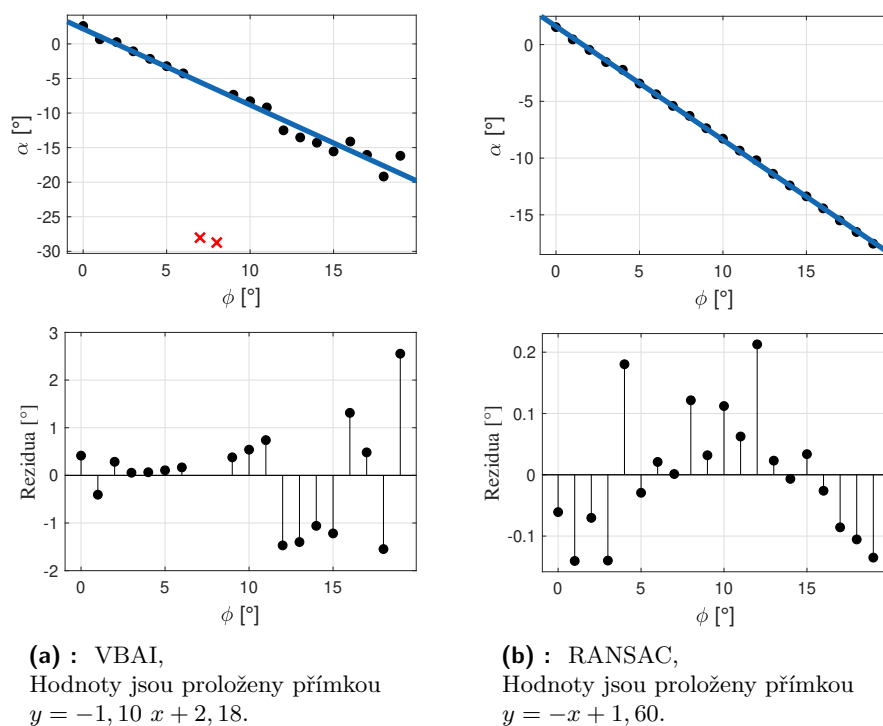 0
-5
-10
-15
-20
-25
-30
α [°]
0 5 10 15
ϕ [°]
0
-5
-10
-15
α [°]
0 5 10 15
ϕ [°]
3
2
1
0
-1
-2
Rezidua [°]
0 5 10 15
ϕ [°]
0.2
0.1
0
-0.1
Rezidua [°]
0 5 10 15
ϕ [°]
(a) : VBAI,
Hodnoty jsou proloženy přímkou
y = −1, 10 x + 2, 18.
(b) : RANSAC,
Hodnoty jsou proloženy přímkou
y = −x + 1, 60.